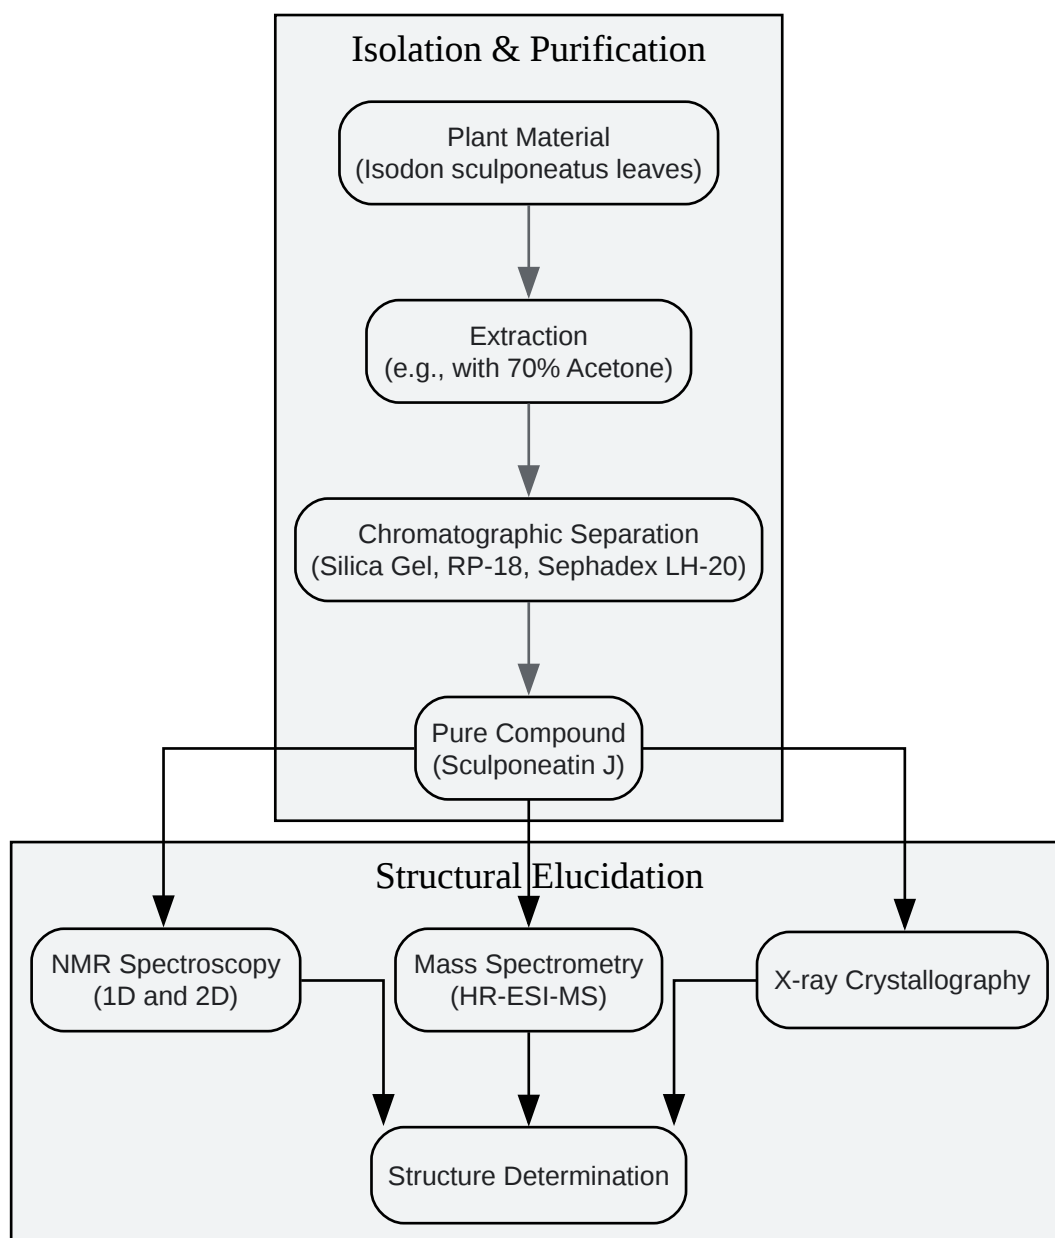 Isolation & Purification
Plant Material
(Isodon sculponeatus leaves)
Extraction
(e.g., with 70% Acetone)
Chromatographic Separation
(Silica Gel, RP-18, Sephadex LH-20)
Pure Compound
(Sculponeatin J)
Structural Elucidation
NMR Spectroscopy
(1D and 2D)
Mass Spectrometry
(HR-ESI-MS)
X-ray Crystallography
Structure Determination